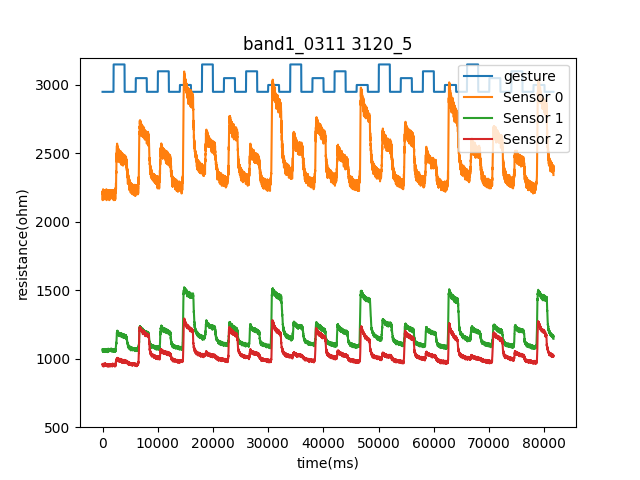 band1_0311 3120_5
gesture
Sensor 0
Sensor 1
Sensor 2
resistance(ohm)
3000
2500
2000
1500
1000
500
0 10000 20000 30000 40000 50000 60000 70000 80000
time(ms)